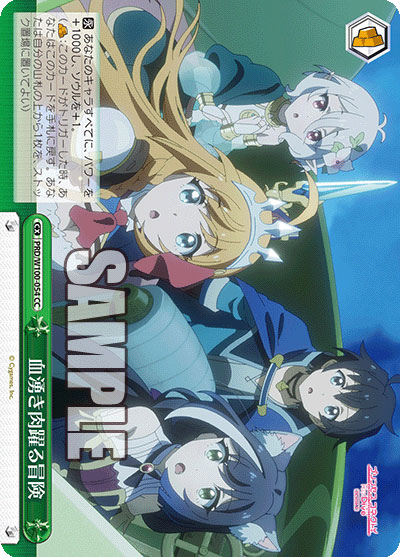 【永】 あなたのキャラすべてに、パワーを
+1000し、ソウルを+1。
(　：このカードがトリガーした時、あ
なたはこのカードを手札に戻す。あな
たは自分の山札の上から1枚を、ストッ
ク置場に置いてよい)
SAMPLE
CX PRD/W100-054 CC
血湧き肉躍る冒険
© Cygames, Inc.